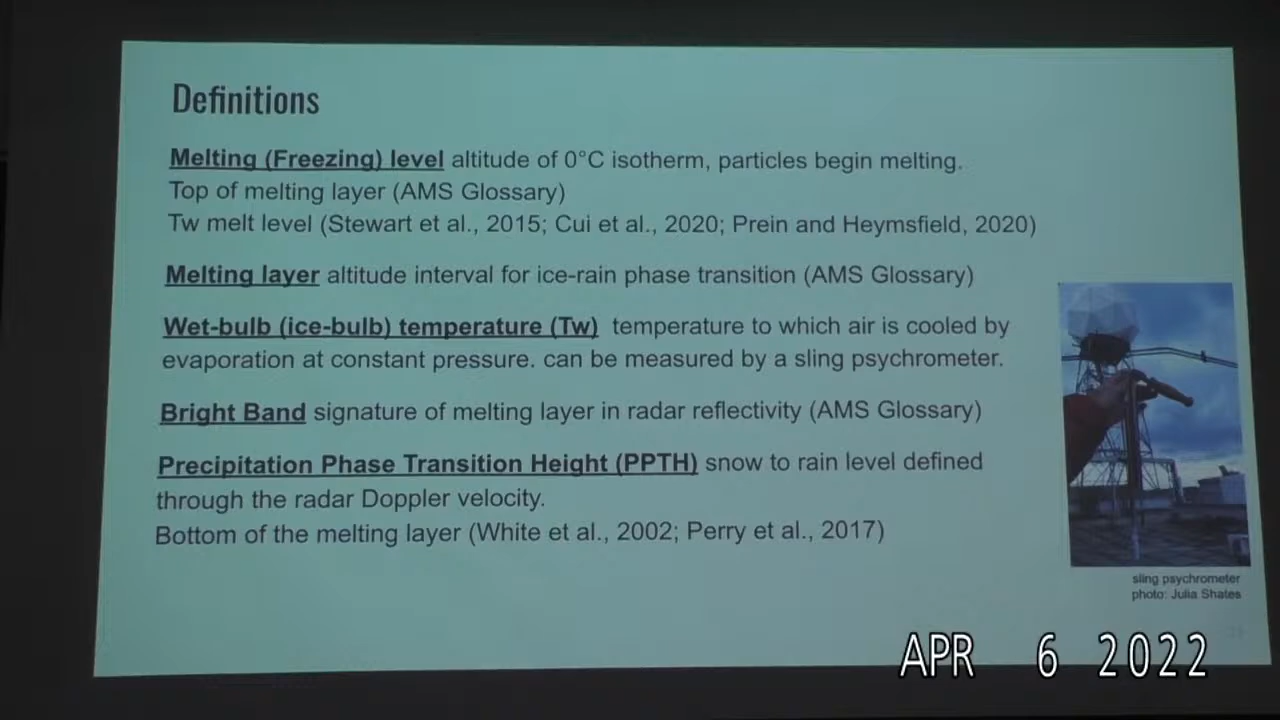 Definitions
Melting (Freezing) level altitude of 0°C isotherm, particles begin melting.
Top of melting layer (AMS Glossary)
Tw melt level (Stewart et al., 2015; Cui et al., 2020; Prein and Heymsfield, 2020)
Melting layer altitude interval for ice-rain phase transition (AMS Glossary)
Wet-bulb (ice-bulb) temperature (Tw) temperature to which air is cooled by
evaporation at constant pressure. can be measured by a sling psychrometer.
Bright Band signature of melting layer in radar reflectivity (AMS Glossary)
Precipitation Phase Transition Height (PPTH) snow to rain level defined
through the radar Doppler velocity.
Bottom of the melting layer (White et al., 2002; Perry et al., 2017)
sling psychrometer
photo: Julia Shates
APR 6 2022